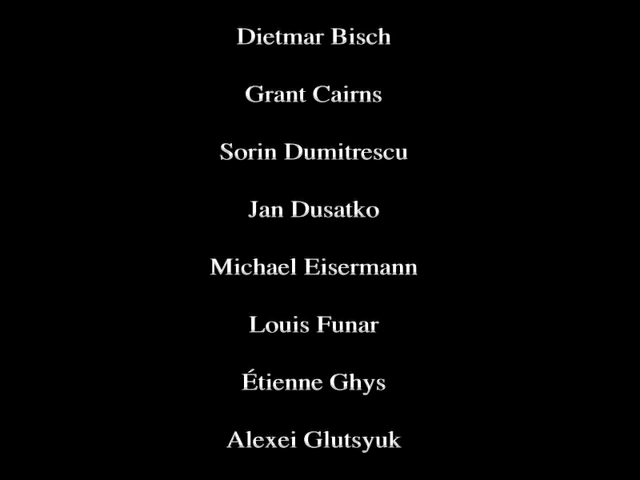 Dietmar Bisch
Grant Cairns
Sorin Dumitrescu
Jan Dusatko
Michael Eisermann
Louis Funar
Étienne Ghys
Alexei Glutsyuk